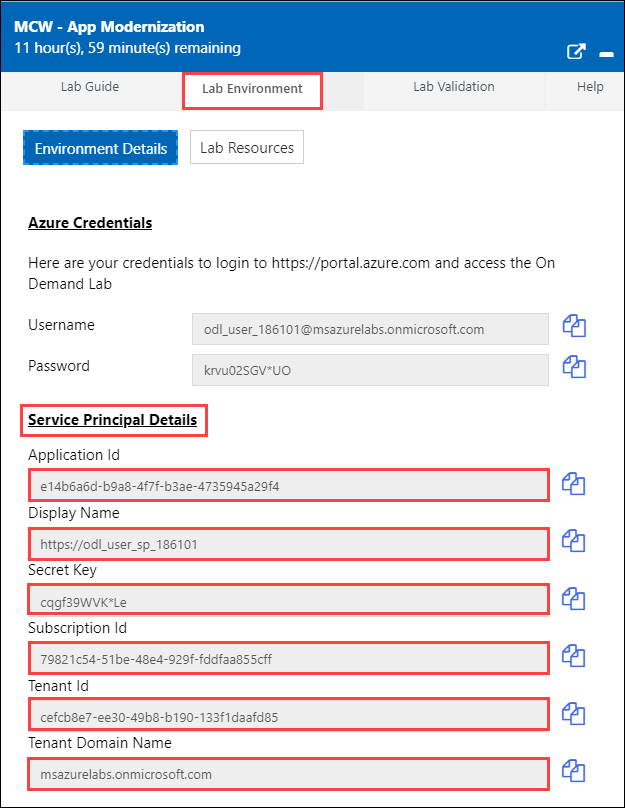 MCW - App Modernization
11 hour(s), 59 minute(s) remaining
Lab Guide
Lab Environment
Lab Validation
Help
Environment Details
Lab Resources
Azure Credentials
Here are your credentials to login to https://portal.azure.com and access the On
Demand Lab
Username
odl_user_186101@msazurelabs.onmicrosoft.com
Password
krvu02SGV*UO
Service Principal Details
Application Id
e14b6a6d-b9a8-4f7f-b3ae-4735945a29f4
Display Name
https://odl_user_sp_186101
Secret Key
cqgf39WVK*Le
Subscription Id
79821c54-51be-48e4-929f-fddfaa855cff
Tenant Id
cefcb8e7-ee30-49b8-b190-133f1daafd85
Tenant Domain Name
msazurelabs.onmicrosoft.com